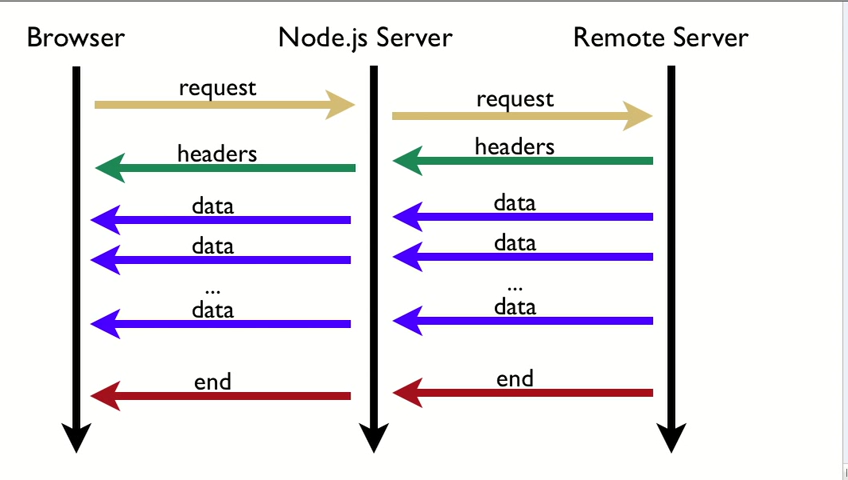 Browser
Node.js Server
Remote Server
request
request
headers
headers
data
data
data
data
...
...
data
data
end
end